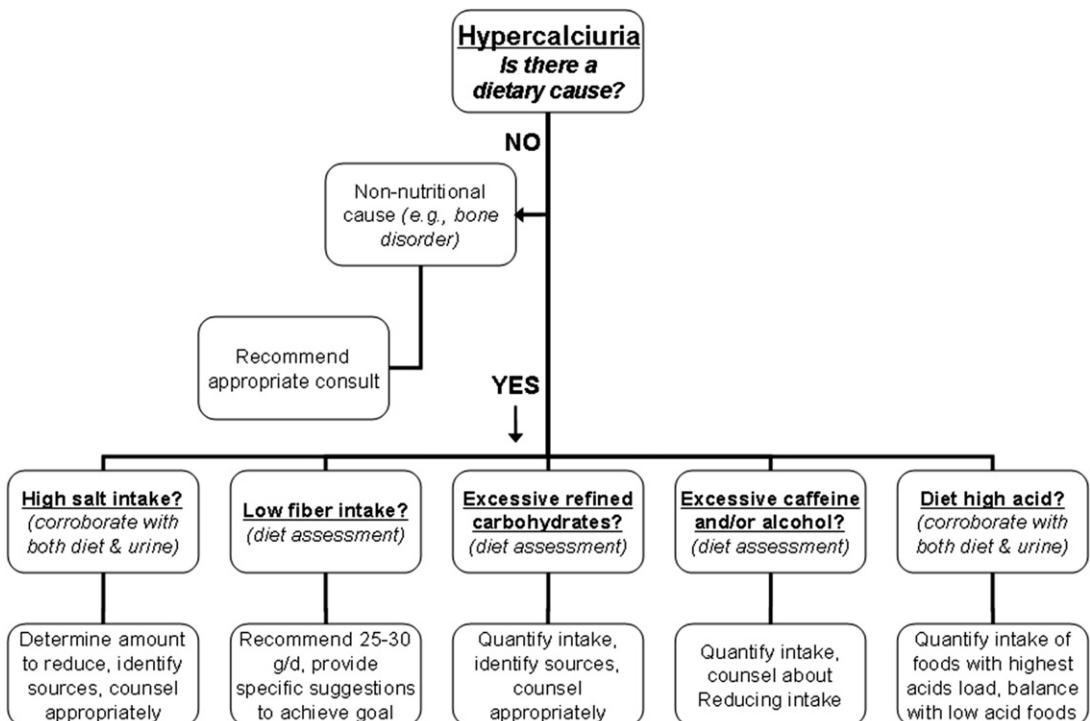 Hypercalciuria
Is there a
dietary cause?
NO
Non-nutritional
cause (e.g., bone
disorder)
Recommend
appropriate consult
YES
High salt intake?
(corroborate with
both diet & urine)
Low fiber intake?
(diet assessment)
Excessive refined
carbohydrates?
(diet assessment)
Excessive caffeine
and/or alcohol?
(diet assessment)
Diet high acid?
(corroborate with
both diet & urine)
Determine amount
to reduce, identify
sources, counsel
appropriately
Recommend 25-30
g/d, provide
specific suggestions
to achieve goal
Quantify intake,
identify sources,
counsel
appropriately
Quantify intake,
counsel about
Reducing intake
Quantify intake of
foods with highest
acids load, balance
with low acid foods